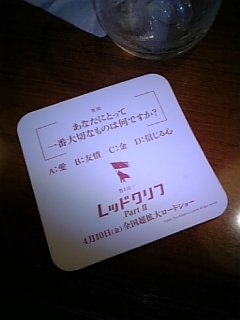 あなたにとって
一番大切なものは何ですか?
A:愛 B:友情 C:金 D:信じる心
レッドクリフ
Part II
4月10日(金)全国超拡大ロードショー